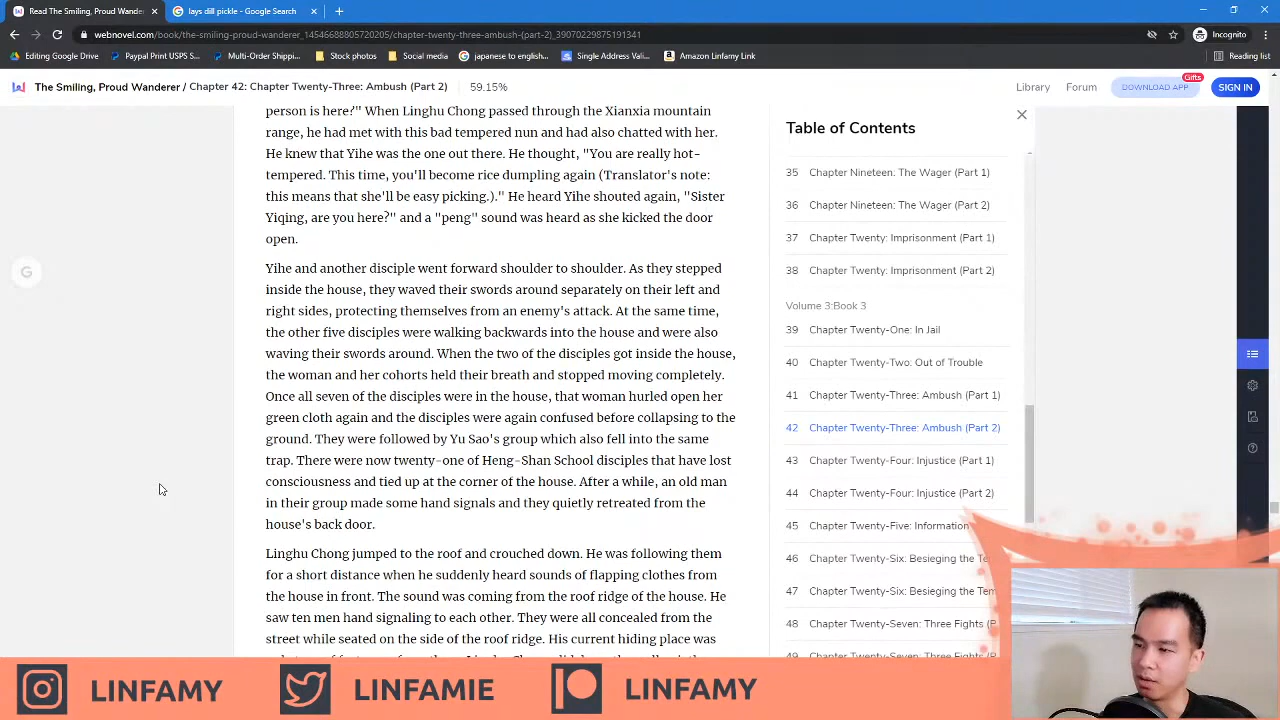 Read The Smiling, Proud Wander
lays dill pickle - Google Search
webnovel.com/book/the-smiling-proud-wanderer_14546688805720205/chapter-twenty-three-ambush-(part-2)_39070229875191341
Incognito
Editing Google Drive
Paypal Print USPS S...
Multi-Order Shippi...
Stock photos
Social media
japanese to english...
Single Address Vali...
Amazon Linfamy Link
Reading list
The Smiling, Proud Wanderer / Chapter 42: Chapter Twenty-Three: Ambush (Part 2)
59.15%
Library
Forum
DOWNLOAD APP
Gifts
SIGN IN
person is here?" When Linghu Chong passed through the Xianxia mountain
range, he had met with this bad tempered nun and had also chatted with her.
He knew that Yihe was the one out there. He thought, "You are really hot-
tempered. This time, you'll become rice dumpling again (Translator's note:
this means that she'll be easy picking.)." He heard Yihe shouted again, "Sister
Yiqing, are you here?" and a "peng" sound was heard as she kicked the door
open.
Yihe and another disciple went forward shoulder to shoulder. As they stepped
inside the house, they waved their swords around separately on their left and
right sides, protecting themselves from an enemy's attack. At the same time,
the other five disciples were walking backwards into the house and were also
waving their swords around. When the two of the disciples got inside the house,
the woman and her cohorts held their breath and stopped moving completely.
Once all seven of the disciples were in the house, that woman hurled open her
green cloth again and the disciples were again confused before collapsing to the
ground. They were followed by Yu Sao's group which also fell into the same
trap. There were now twenty-one of Heng-Shan School disciples that have lost
consciousness and tied up at the corner of the house. After a while, an old man
in their group made some hand signals and they quietly retreated from the
house's back door.
Linghu Chong jumped to the roof and crouched down. He was following them
for a short distance when he suddenly heard sounds of flapping clothes from
the house in front. The sound was coming from the roof ridge of the house. He
saw ten men hand signaling to each other. They were all concealed from the
street while seated on the side of the roof ridge. His current hiding place was
Table of Contents
35 Chapter Nineteen: The Wager (Part 1)
36 Chapter Nineteen: The Wager (Part 2)
37 Chapter Twenty: Imprisonment (Part 1)
38 Chapter Twenty: Imprisonment (Part 2)
Volume 3:Book 3
39 Chapter Twenty-One: In Jail
40 Chapter Twenty-Two: Out of Trouble
41 Chapter Twenty-Three: Ambush (Part 1)
42 Chapter Twenty-Three: Ambush (Part 2)
43 Chapter Twenty-Four: Injustice (Part 1)
44 Chapter Twenty-Four: Injustice (Part 2)
45 Chapter Twenty-Five: Information
46 Chapter Twenty-Six: Besieging the Te
47 Chapter Twenty-Six: Besieging the Tem
48 Chapter Twenty-Seven: Three Fights (P
49 Chapter Twenty-Seven: Three Fights (P
LINFAMY
LINFAMIE
LINFAMY